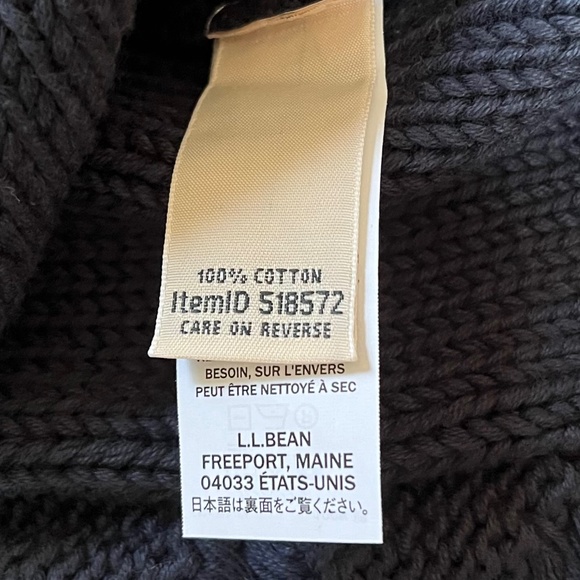 100% COTTON
ItemID 518572
CARE ON REVERSE
BESOIN, SUR L'ENVERS
PEUT ÊTRE NETTOYÉ À SEC
L.L.BEAN
FREEPORT, MAINE
04033 ÉTATS-UNIS
日本語は裏面をご覧ください。